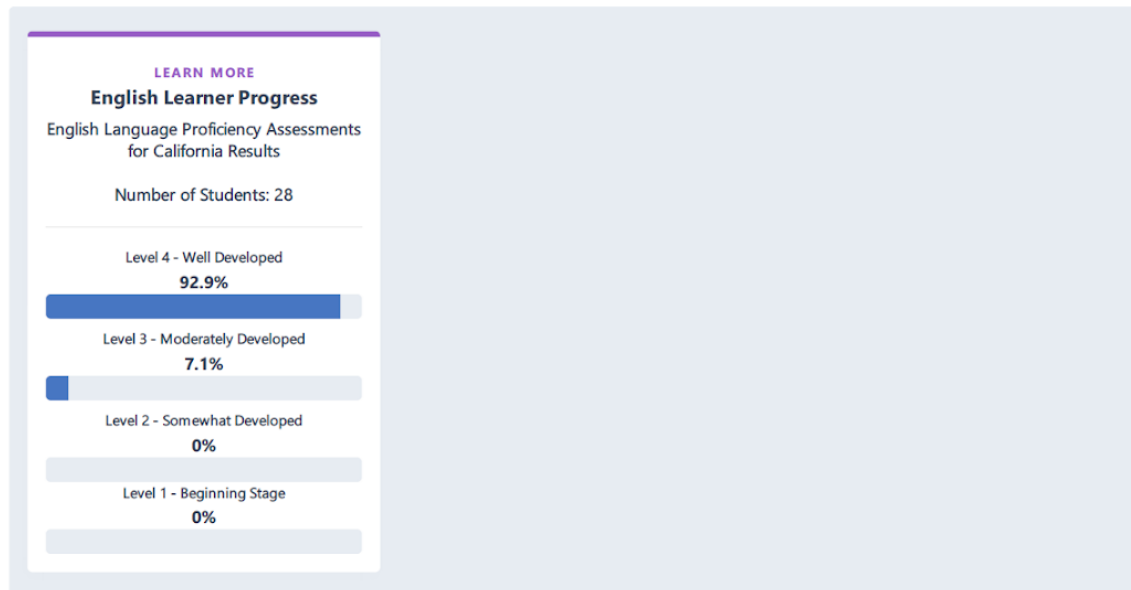 LEARN MORE
English Learner Progress
English Language Proficiency Assessments
for California Results
Number of Students: 28
Level 4 - Well Developed
92.9%
Level 3 - Moderately Developed
7.1%
Level 2 - Somewhat Developed
0%
Level 1 - Beginning Stage
0%